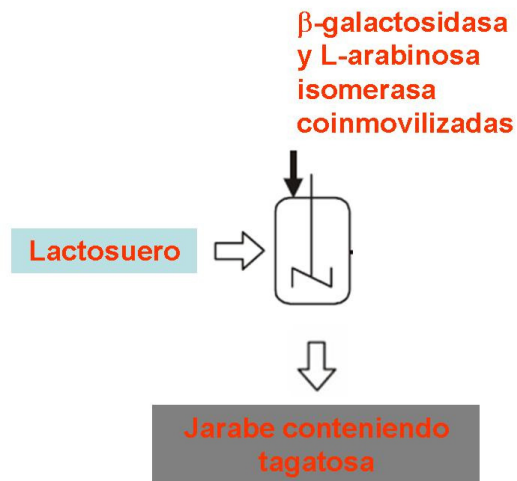 β-galactosidasa
y L-arabinosa
isomerasa
coinmovilizadas
Lactosuero
Jarabe conteniendo
tagatosa